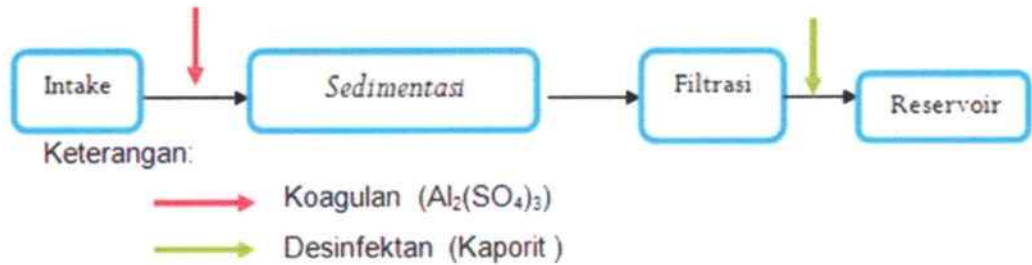 Intake
Sedimentasi
Filtrasi
Reservoir
Keterangan:
Koagulan (Al₂(SO₄)₃)
Desinfektan (Kaporit )